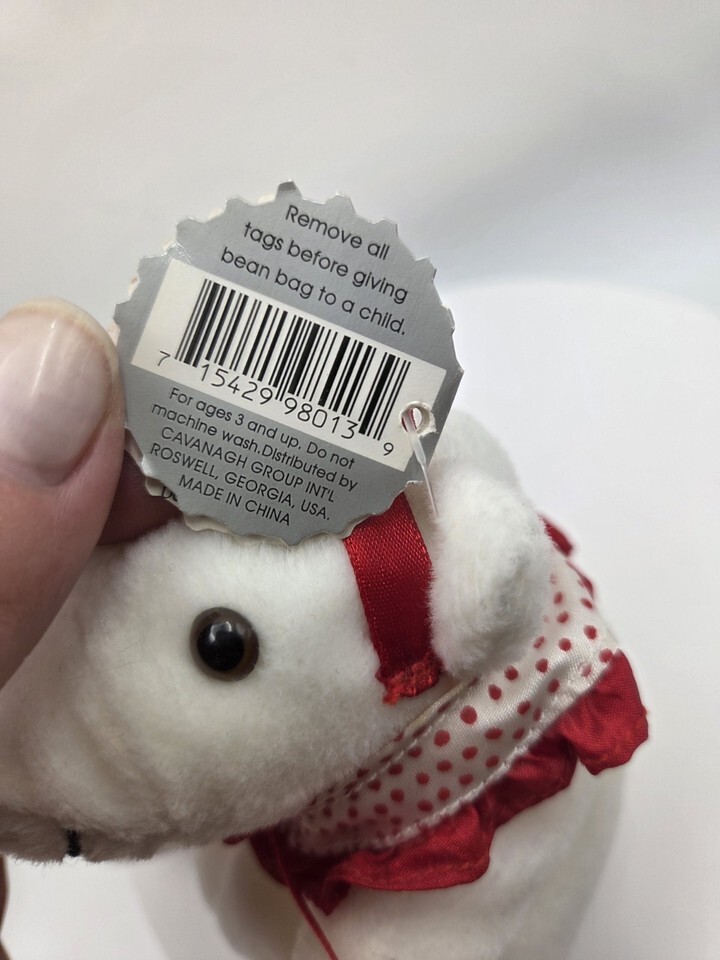 Remove all
tags before giving
bean bag to a child.
7 15429 98013 9
For ages 3 and up. Do not
machine wash.Distributed by
CAVANAGH GROUP INTL
ROSWELL, GEORGIA, USA.
MADE IN CHINA